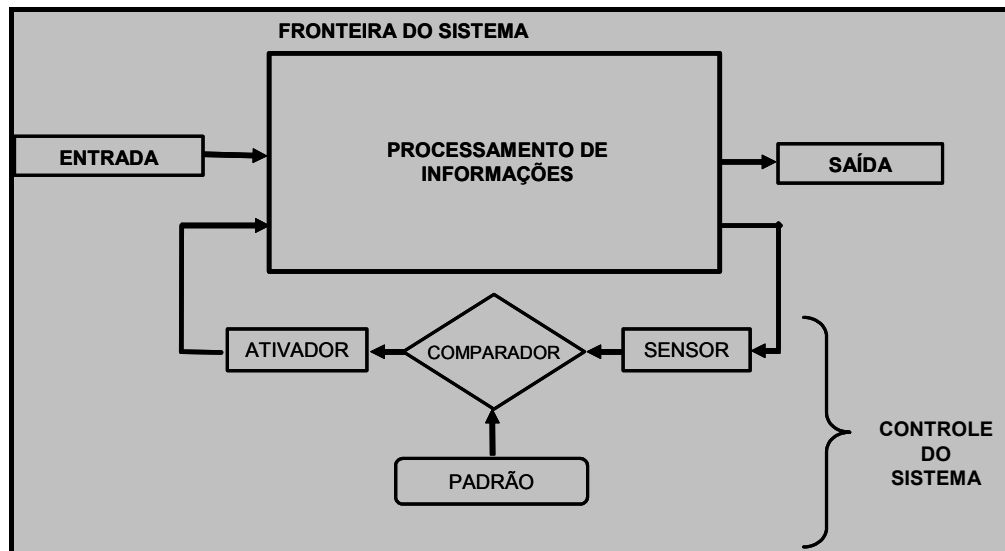 FRONTEIRA DO SISTEMA
ENTRADA
PROCESSAMENTO DE
INFORMAÇÕES
SAÍDA
ATIVADOR
COMPARADOR
SENSOR
PADRÃO
CONTROLE
DO
SISTEMA